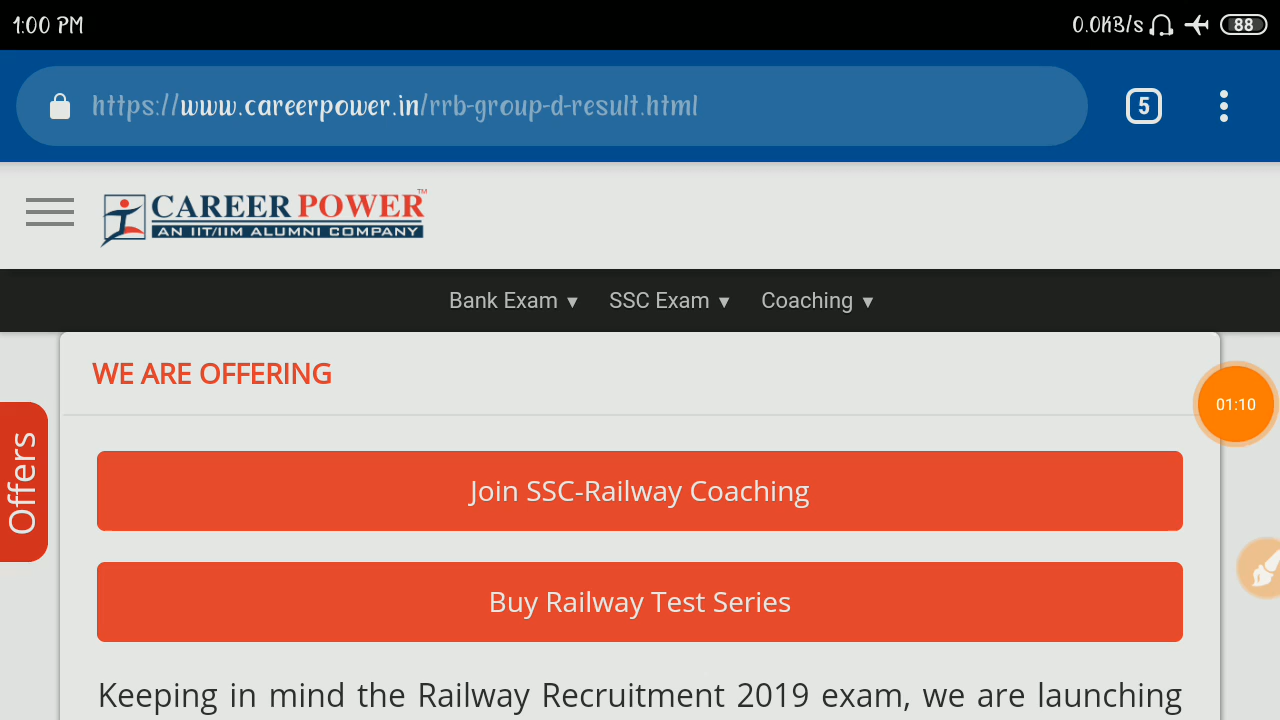 1:00 PM
0.0KB/s 88
https://www.careerpower.in/rrb-group-d-result.html
5
CAREER POWER™
AN IIT/IIM ALUMNI COMPANY
Bank Exam ▼ SSC Exam ▼ Coaching ▼
WE ARE OFFERING
01:10
Offers
Join SSC-Railway Coaching
Buy Railway Test Series
Keeping in mind the Railway Recruitment 2019 exam, we are launching